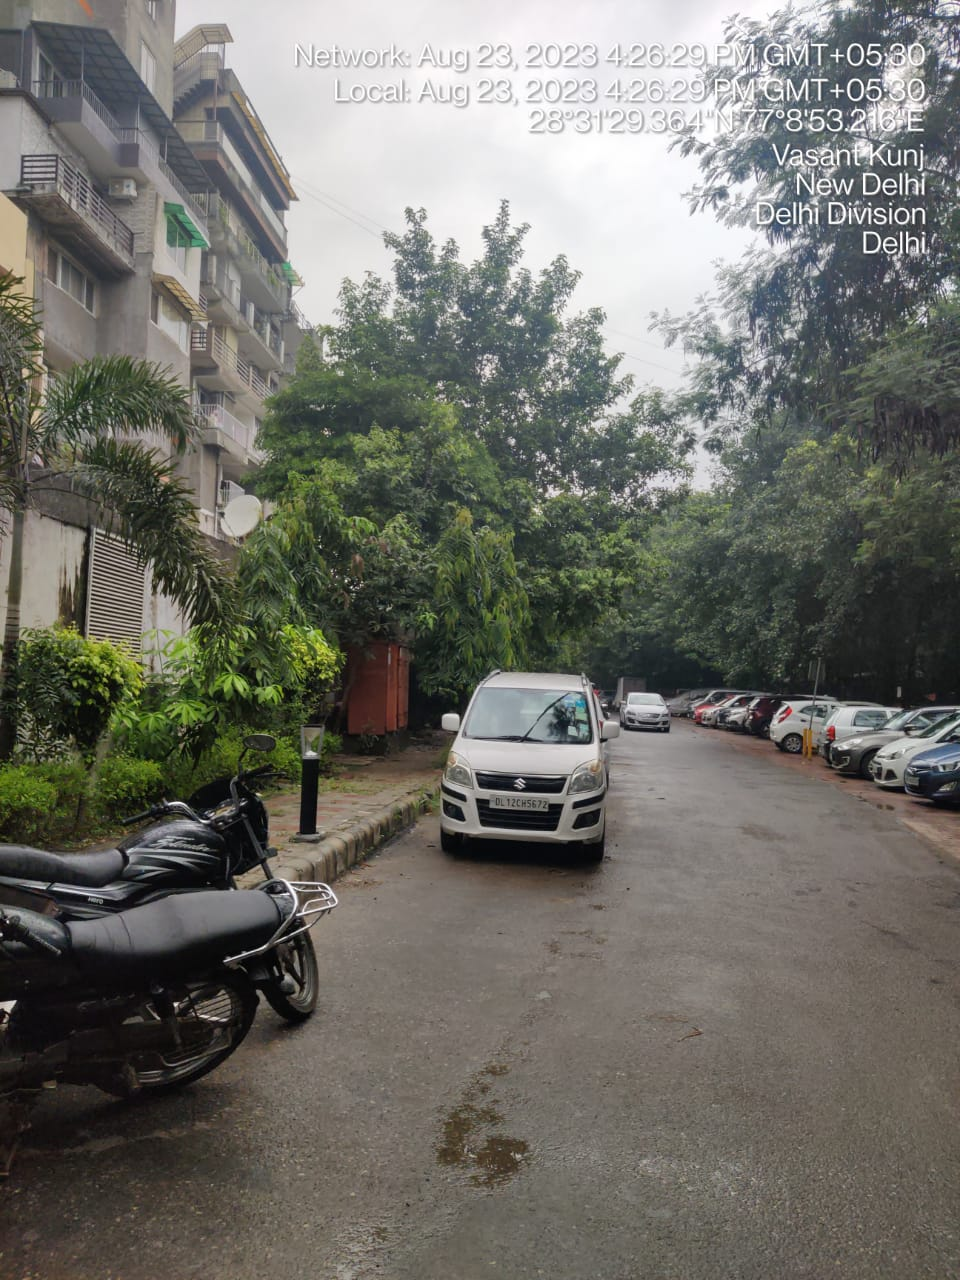 Network: Aug 23, 2023 4:26:29 PM GMT+05:30
Local: Aug 23, 2023 4:26:29 PM GMT+05:30
28°31'29.364"N 77°8'53.216"E
Vasant Kunj
New Delhi
Delhi Division
Delhi
DL12CH5672
Splendor
Hero